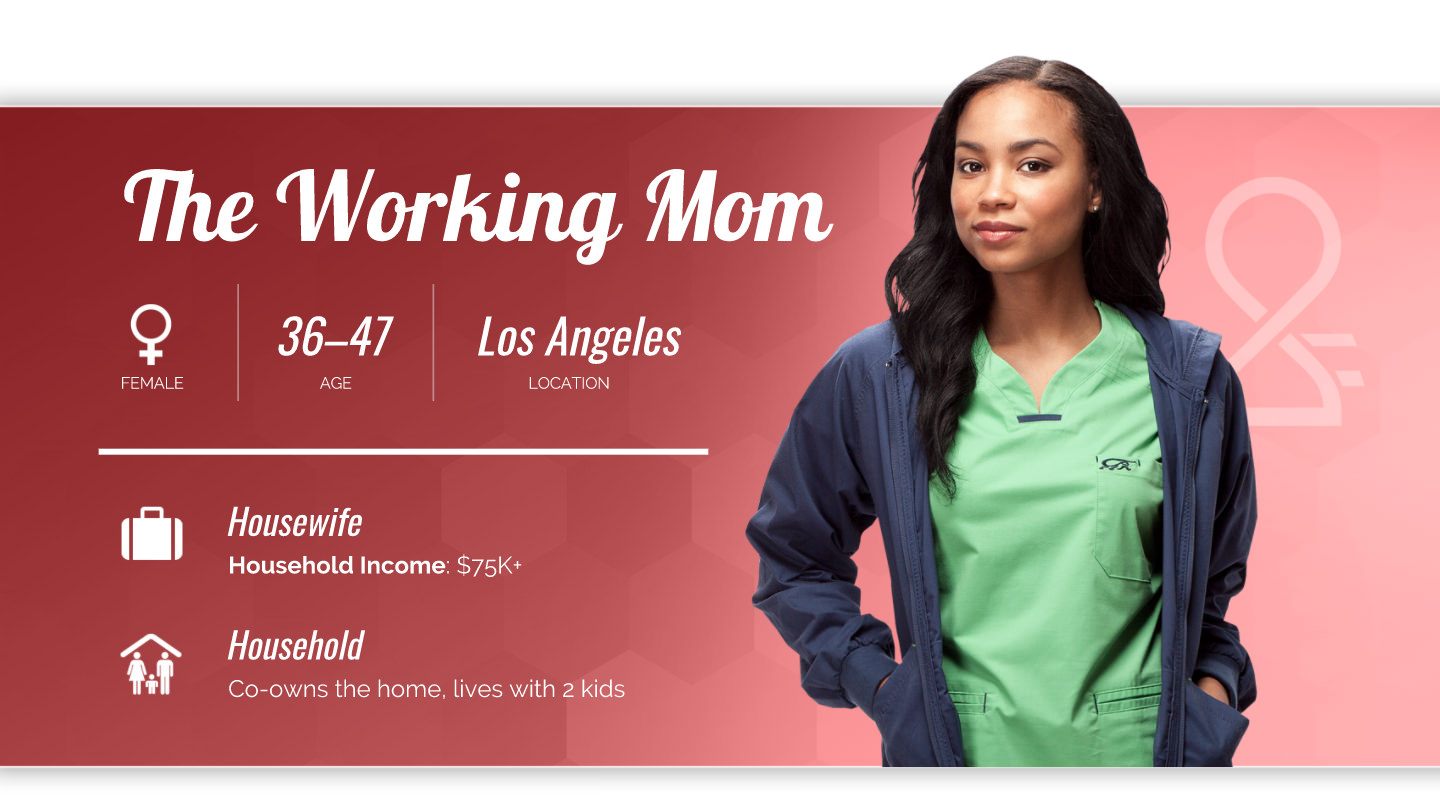 The Working Mom
FEMALE
36–47
AGE
Los Angeles
LOCATION
Housewife
Household Income: $75K+
Household
Co-owns the home, lives with 2 kids